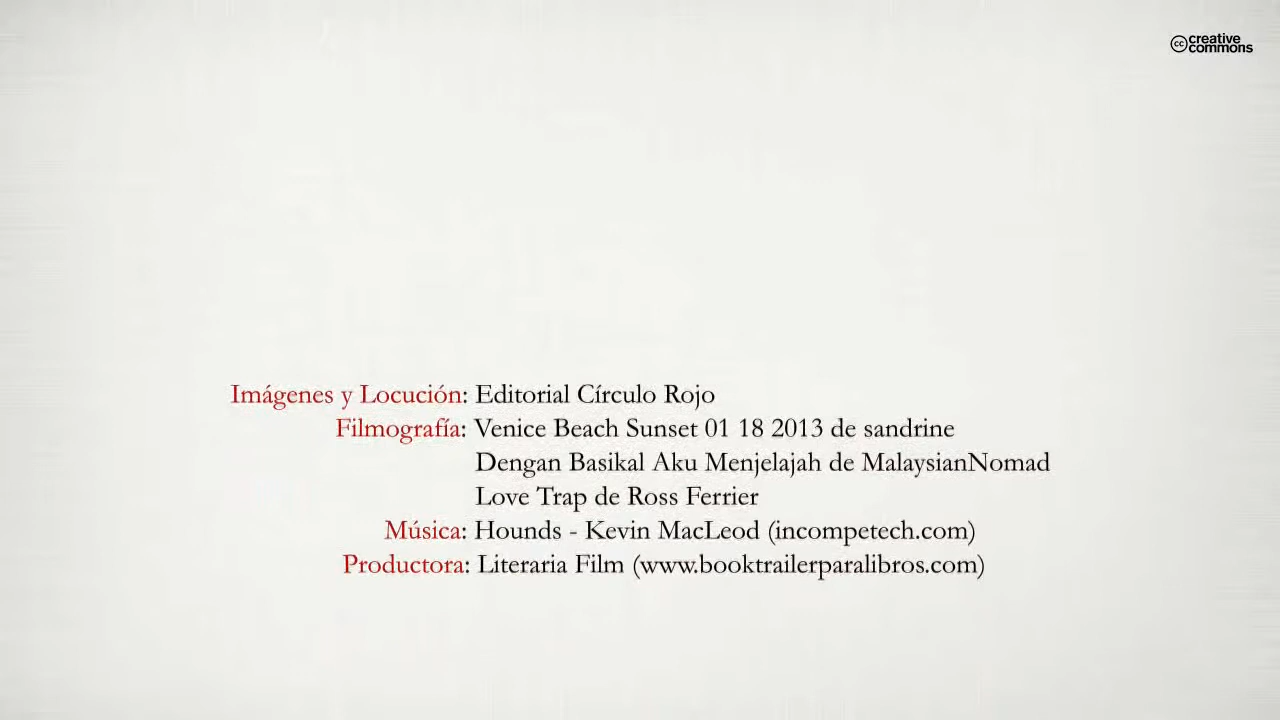 cc creative
commons
Imágenes y Locución: Editorial Círculo Rojo
Filmografía: Venice Beach Sunset 01 18 2013 de sandrine
Dengan Basikal Aku Menjelajah de MalaysianNomad
Love Trap de Ross Ferrier
Música: Hounds - Kevin MacLeod (incompetech.com)
Productora: Literaria Film (www.booktrailerparalibros.com)